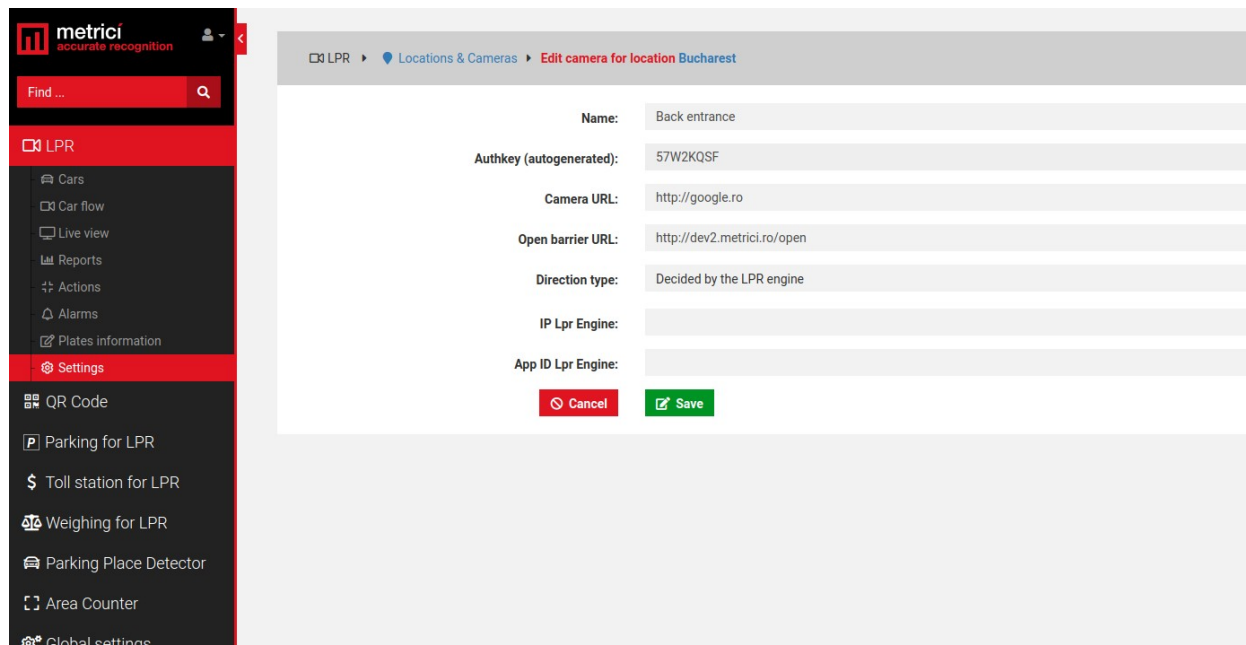 metrici
accurate recognition
Find ...
LPR
Cars
Car flow
Live view
Reports
Actions
Alarms
Plates information
Settings
QR Code
P Parking for LPR
$ Toll station for LPR
Weighing for LPR
Parking Place Detector
Area Counter
Global settings
LPR Locations & Cameras Edit camera for location Bucharest
Name: Back entrance
Authkey (autogenerated): 57W2KQSF
Camera URL: http://google.ro
Open barrier URL: http://dev2.metrici.ro/open
Direction type: Decided by the LPR engine
IP Lpr Engine:
App ID Lpr Engine:
Cancel Save